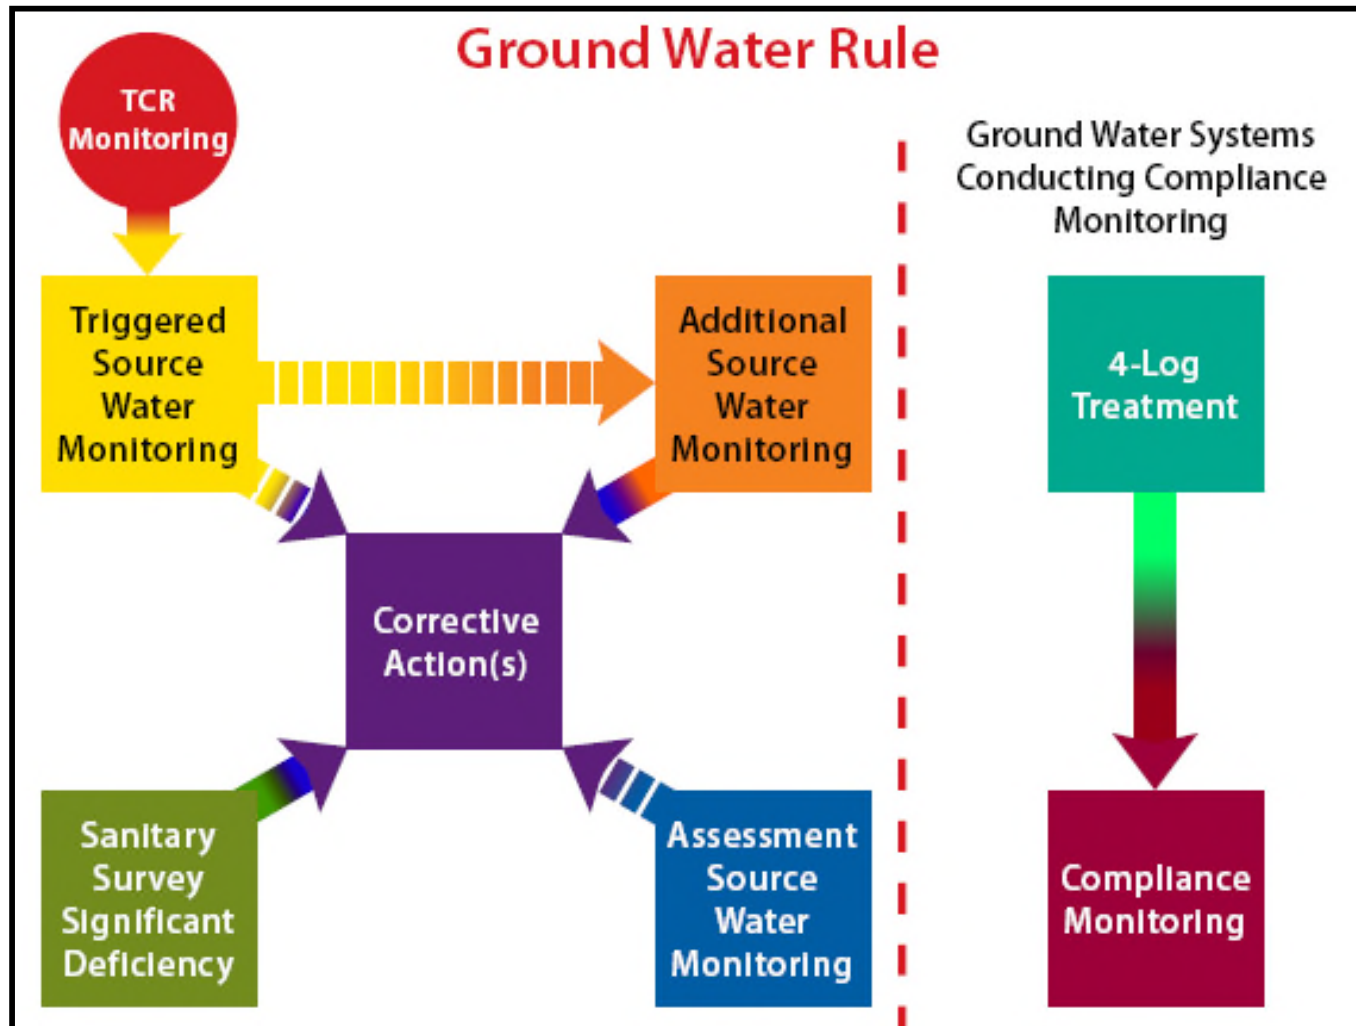 Ground Water Rule
TCR
Monitoring
Triggered
Source
Water
Monitoring
Additional
Source
Water
Monitoring
Corrective
Action(s)
Sanitary
Survey
Significant
Deficiency
Assessment
Source
Water
Monitoring
Ground Water Systems
Conducting Compliance
Monitoring
4-Log
Treatment
Compliance
Monitoring